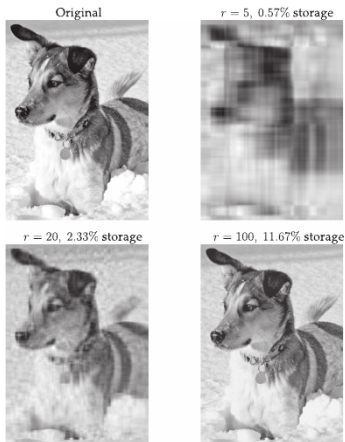 Original
r = 5, 0.57% storage
r = 20, 2.33% storage
r = 100, 11.67% storage